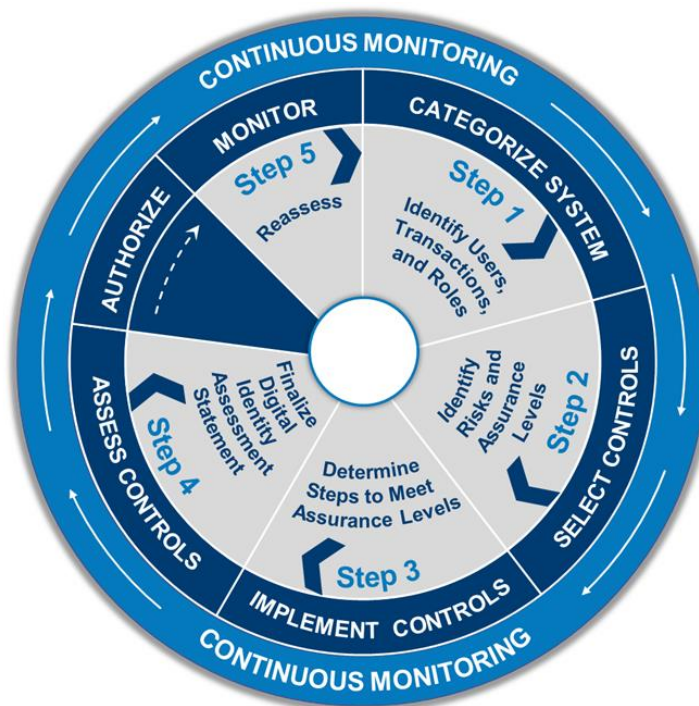 CONTINUOUS MONITORING
CATEGORIZE SYSTEM
Step 1
Identify Users,
Transactions,
and Roles
SELECT CONTROLS
Step 2
Identify
Risks and
Assurance
Levels
IMPLEMENT CONTROLS
Step 3
Determine
Steps to Meet
Assurance Levels
ASSESS CONTROLS
Step 4
Finalize
Digital
Identity
Assessment
Statement
AUTHORIZE
MONITOR
Step 5
Reassess
CONTINUOUS MONITORING